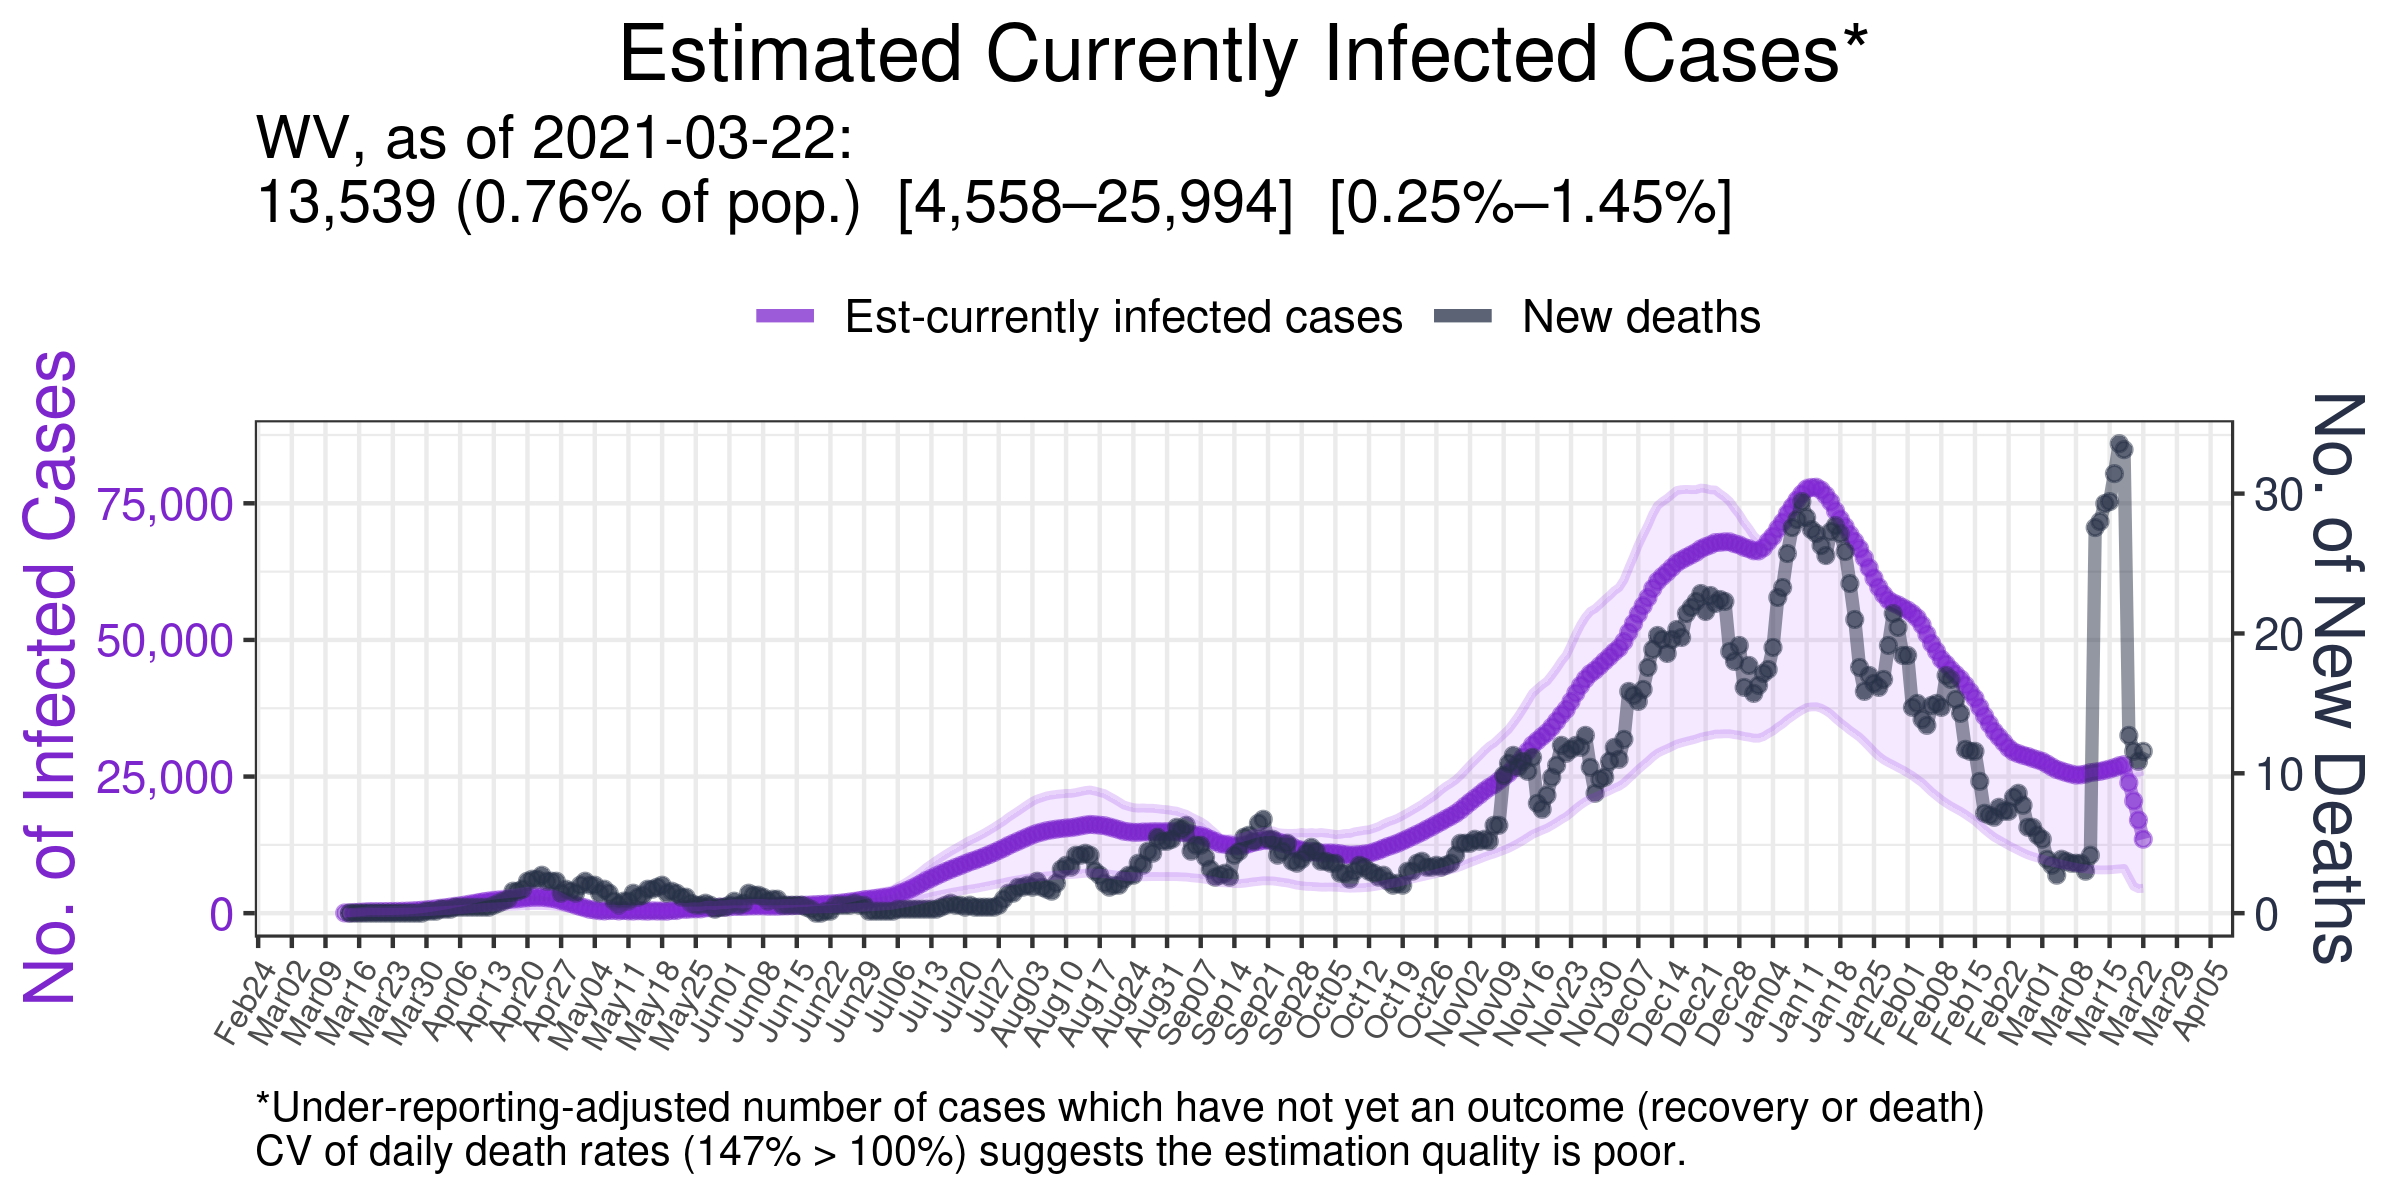 Estimated Currently Infected Cases*
WV, as of 2021-03-22:
13,539 (0.76% of pop.)  [4,558–25,994]  [0.25%–1.45%]
Est-currently infected cases
New deaths
No. of Infected Cases
75,000
50,000
25,000
0
30
20
10
0
No. of New Deaths
Feb24
Mar02
Mar09
Mar16
Mar23
Mar30
Apr06
Apr13
Apr20
Apr27
May04
May11
May18
May25
Jun01
Jun08
Jun15
Jun22
Jun29
Jul06
Jul13
Jul20
Jul27
Aug03
Aug10
Aug17
Aug24
Aug31
Sep07
Sep14
Sep21
Sep28
Oct05
Oct12
Oct19
Oct26
Nov02
Nov09
Nov16
Nov23
Nov30
Dec07
Dec14
Dec21
Dec28
Jan04
Jan11
Jan18
Jan25
Feb01
Feb08
Feb15
Feb22
Mar01
Mar08
Mar15
Mar22
Mar29
Apr05
*Under-reporting-adjusted number of cases which have not yet an outcome (recovery or death)
CV of daily death rates (147% > 100%) suggests the estimation quality is poor.